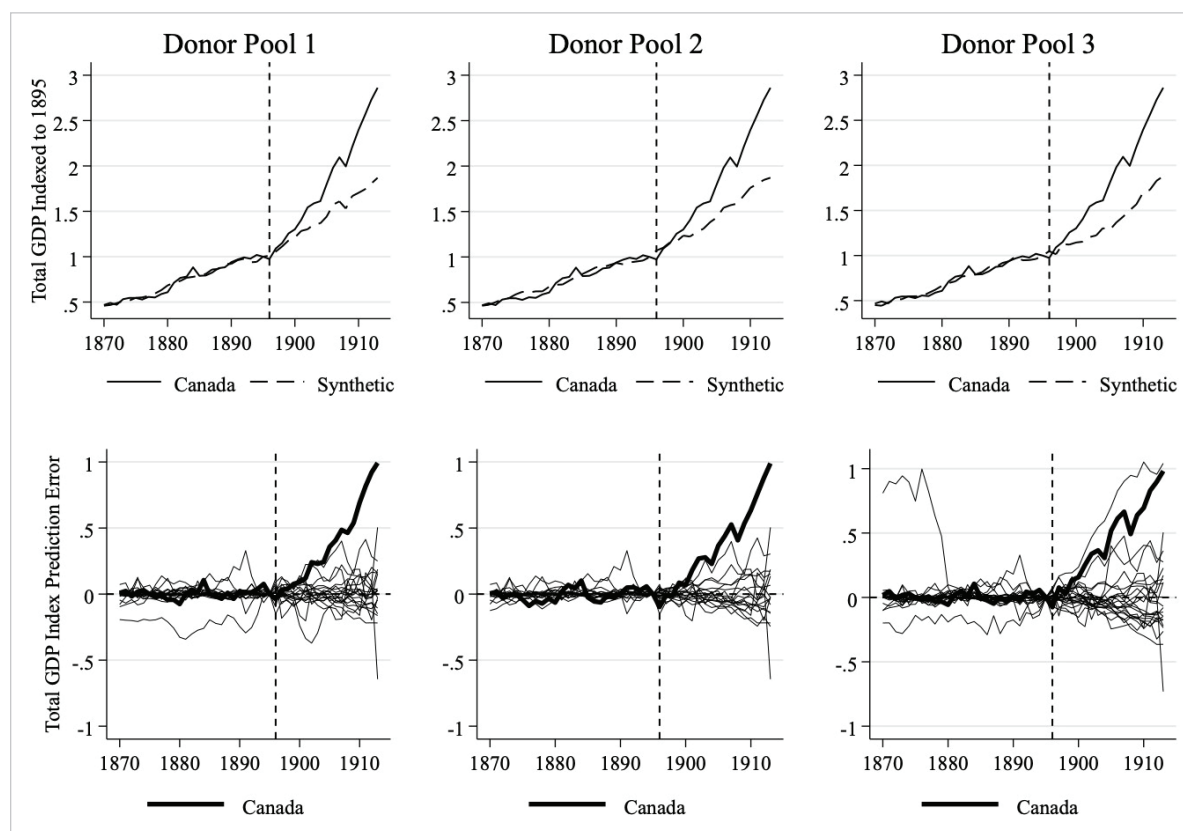 Donor Pool 1
Donor Pool 2
Donor Pool 3
Total GDP Indexed to 1895
3
2.5
2
1.5
1
.5
1870 1880 1890 1900 1910
Canada Synthetic
3
2.5
2
1.5
1
.5
1870 1880 1890 1900 1910
Canada Synthetic
3
2.5
2
1.5
1
.5
1870 1880 1890 1900 1910
Canada Synthetic
Total GDP Index Prediction Error
1
.5
0
-.5
-1
1870 1880 1890 1900 1910
Canada
1
.5
0
-.5
-1
1870 1880 1890 1900 1910
Canada
1
.5
0
-.5
-1
1870 1880 1890 1900 1910
Canada